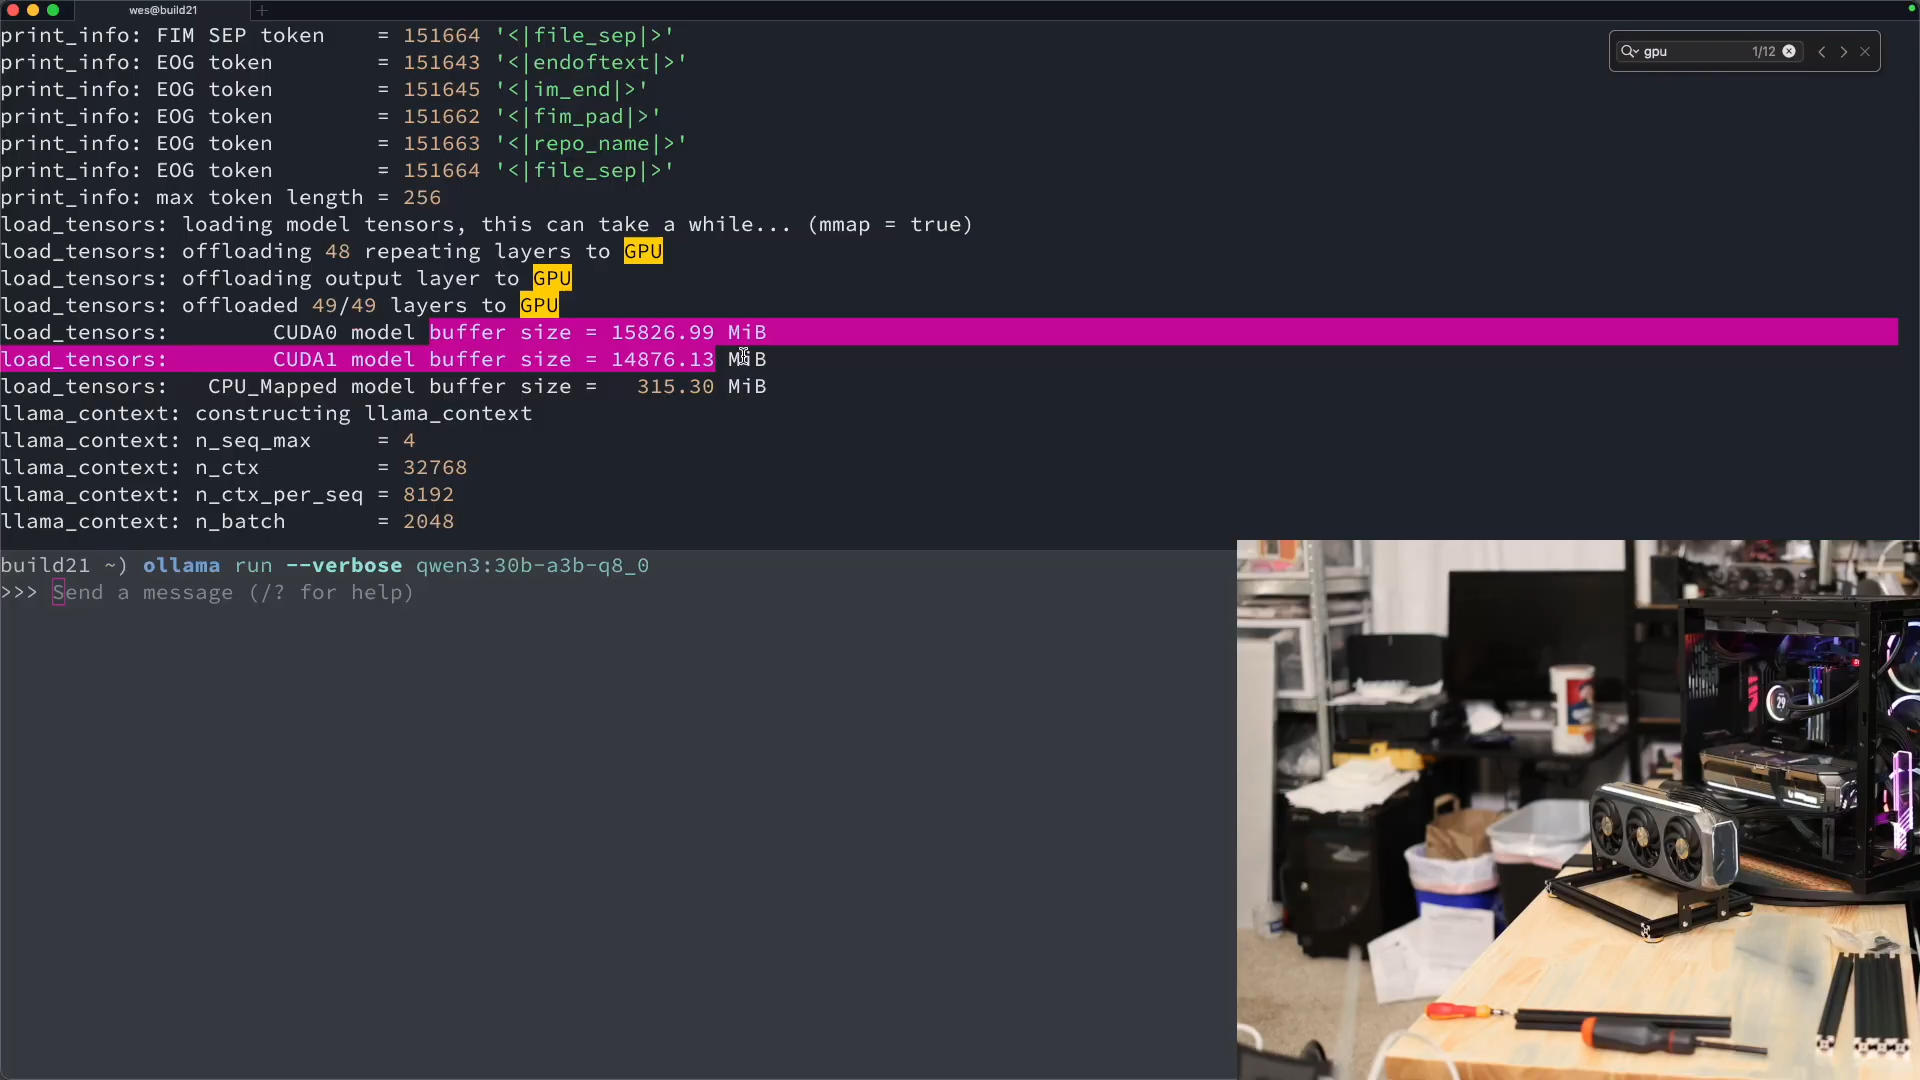 wes@build21
print_info: FIM SEP token    = 151664 '<|file_sep|>'
print_info: EOG token        = 151643 '<|endoftext|>'
print_info: EOG token        = 151645 '<|im_end|>'
print_info: EOG token        = 151662 '<|fim_pad|>'
print_info: EOG token        = 151663 '<|repo_name|>'
print_info: EOG token        = 151664 '<|file_sep|>'
print_info: max token length = 256
load_tensors: loading model tensors, this can take a while... (mmap = true)
load_tensors: offloading 48 repeating layers to GPU
load_tensors: offloading output layer to GPU
load_tensors: offloaded 49/49 layers to GPU
load_tensors:        CUDA0 model buffer size = 15826.99 MiB
load_tensors:        CUDA1 model buffer size = 14876.13 MiB
load_tensors:   CPU_Mapped model buffer size =   315.30 MiB
llama_context: constructing llama_context
llama_context: n_seq_max     = 4
llama_context: n_ctx         = 32768
llama_context: n_ctx_per_seq = 8192
llama_context: n_batch       = 2048
gpu 1/12
build21 ~) ollama run --verbose qwen3:30b-a3b-q8_0
>>> Send a message (/? for help)
29